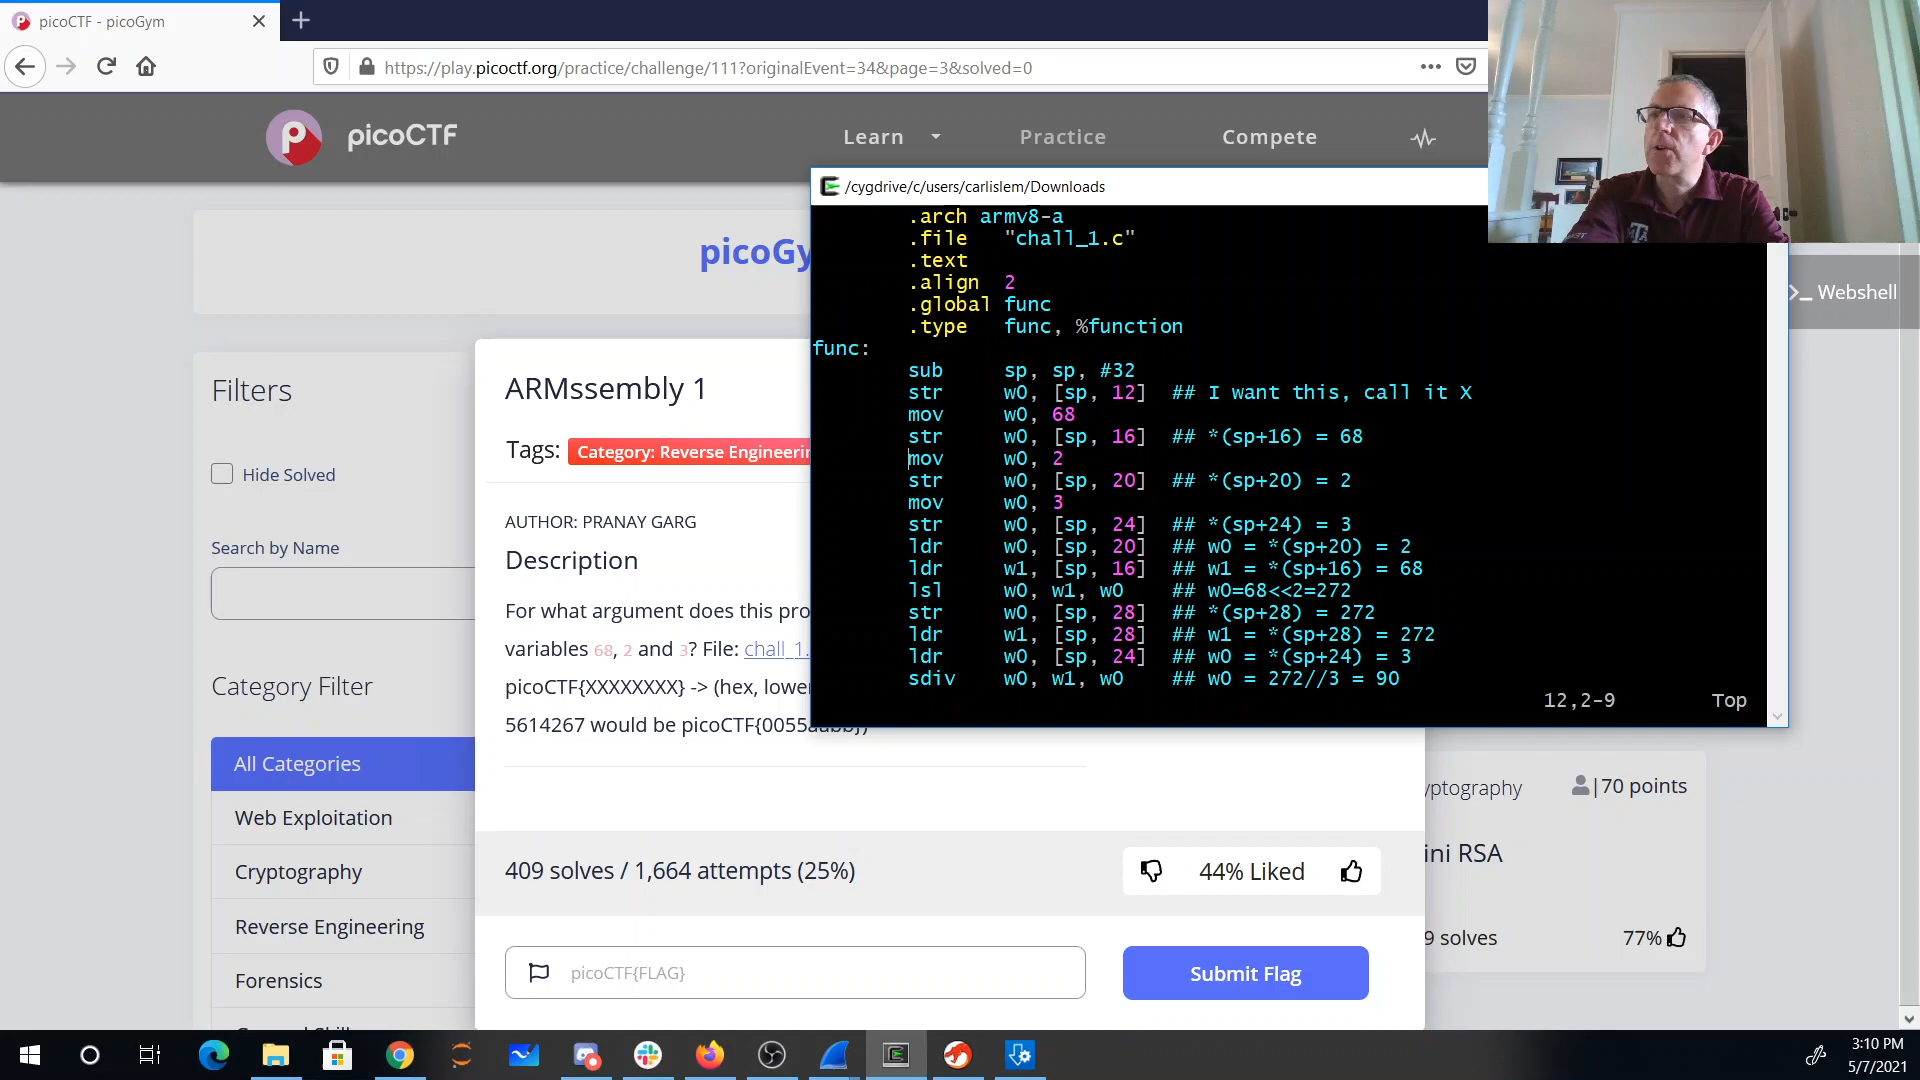 picoCTF - picoGym
https://play.picoctf.org/practice/challenge/111?originalEvent=34&page=3&solved=0
picoCTF
Learn
Practice
Compete
/cygdrive/c/users/carlislem/Downloads
.arch armv8-a
.file "chall_1.c"
.text
.align 2
.global func
.type func, %function
func:
sub sp, sp, #32
str w0, [sp, 12] ## I want this, call it X
mov w0, 68
str w0, [sp, 16] ## *(sp+16) = 68
mov w0, 2
str w0, [sp, 20] ## *(sp+20) = 2
mov w0, 3
str w0, [sp, 24] ## *(sp+24) = 3
ldr w0, [sp, 20] ## w0 = *(sp+20) = 2
ldr w1, [sp, 16] ## w1 = *(sp+16) = 68
lsl w0, w1, w0 ## w0=68<<2=272
str w0, [sp, 28] ## *(sp+28) = 272
ldr w1, [sp, 28] ## w1 = *(sp+28) = 272
ldr w0, [sp, 24] ## w0 = *(sp+24) = 3
sdiv w0, w1, w0 ## w0 = 272//3 = 90
12,2-9 Top
>_ Webshell
picoGy
Filters
Hide Solved
Search by Name
Category Filter
All Categories
Web Exploitation
Cryptography
Reverse Engineering
Forensics
ARMssembly 1
Tags: Category: Reverse Engineerin
AUTHOR: PRANAY GARG
Description
For what argument does this pro
variables 68, 2 and 3? File: chall_1.
picoCTF{XXXXXXXX} -> (hex, lower
5614267 would be picoCTF{0055aabb})
409 solves / 1,664 attempts (25%)
44% Liked
picoCTF{FLAG}
Submit Flag
yptography
|70 points
ini RSA
9 solves
77%
3:10 PM
5/7/2021